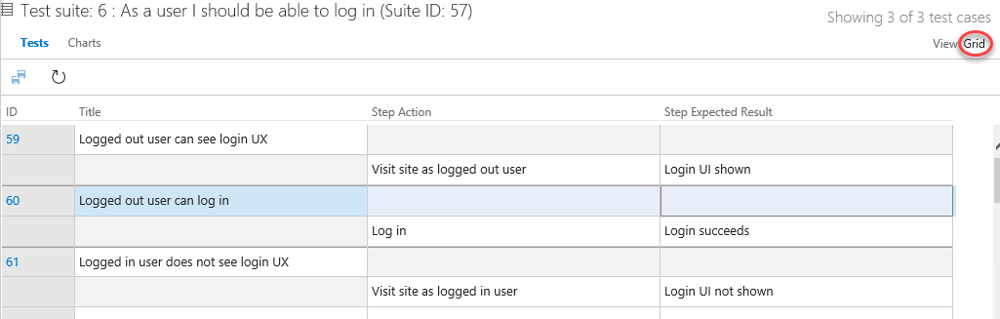 Test suite: 6 : As a user I should be able to log in (Suite ID: 57)
Showing 3 of 3 test cases
Tests Charts
View Grid
ID Title Step Action Step Expected Result
59 Logged out user can see login UX
Visit site as logged out user Login UI shown
60 Logged out user can log in
Log in Login succeeds
61 Logged in user does not see login UX
Visit site as logged in user Login UI not shown